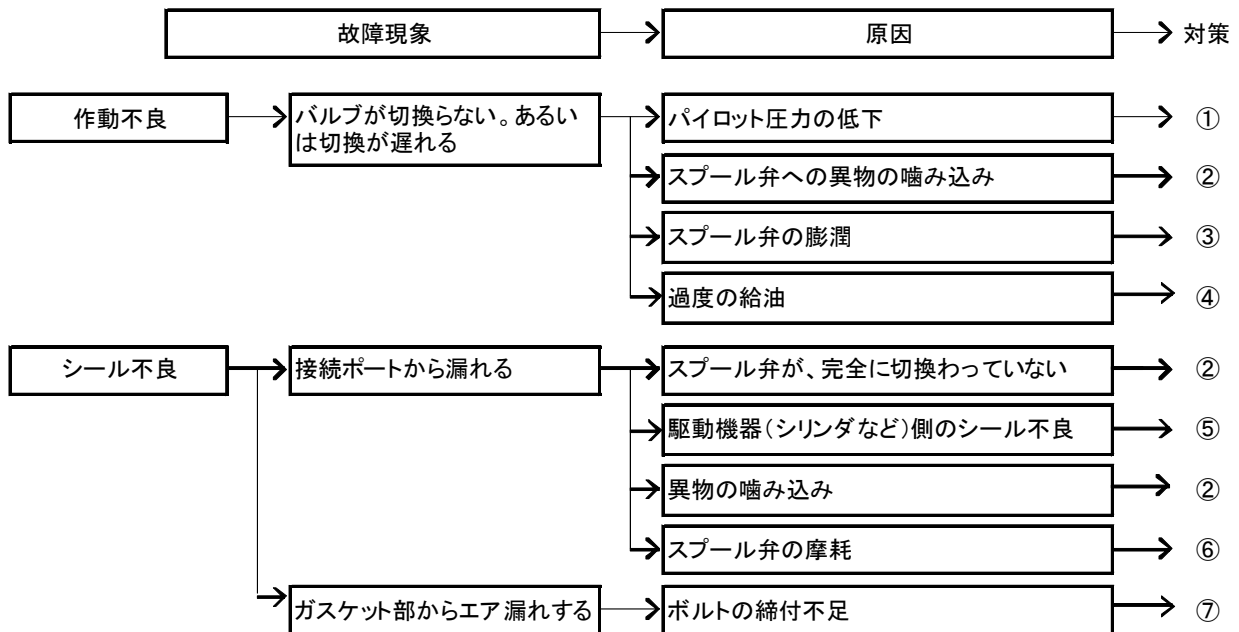 故障現象
原因
対策
作動不良
バルブが切換らない。あるい
は切換が遅れる
パイロット圧力の低下
①
スプール弁への異物の噛み込み
②
スプール弁の膨潤
③
過度の給油
④
シール不良
接続ポートから漏れる
スプール弁が、完全に切換わっていない
②
駆動機器(シリンダなど)側のシール不良
⑤
異物の噛み込み
②
スプール弁の摩耗
⑥
ガスケット部からエア漏れする
ボルトの締付不足
⑦